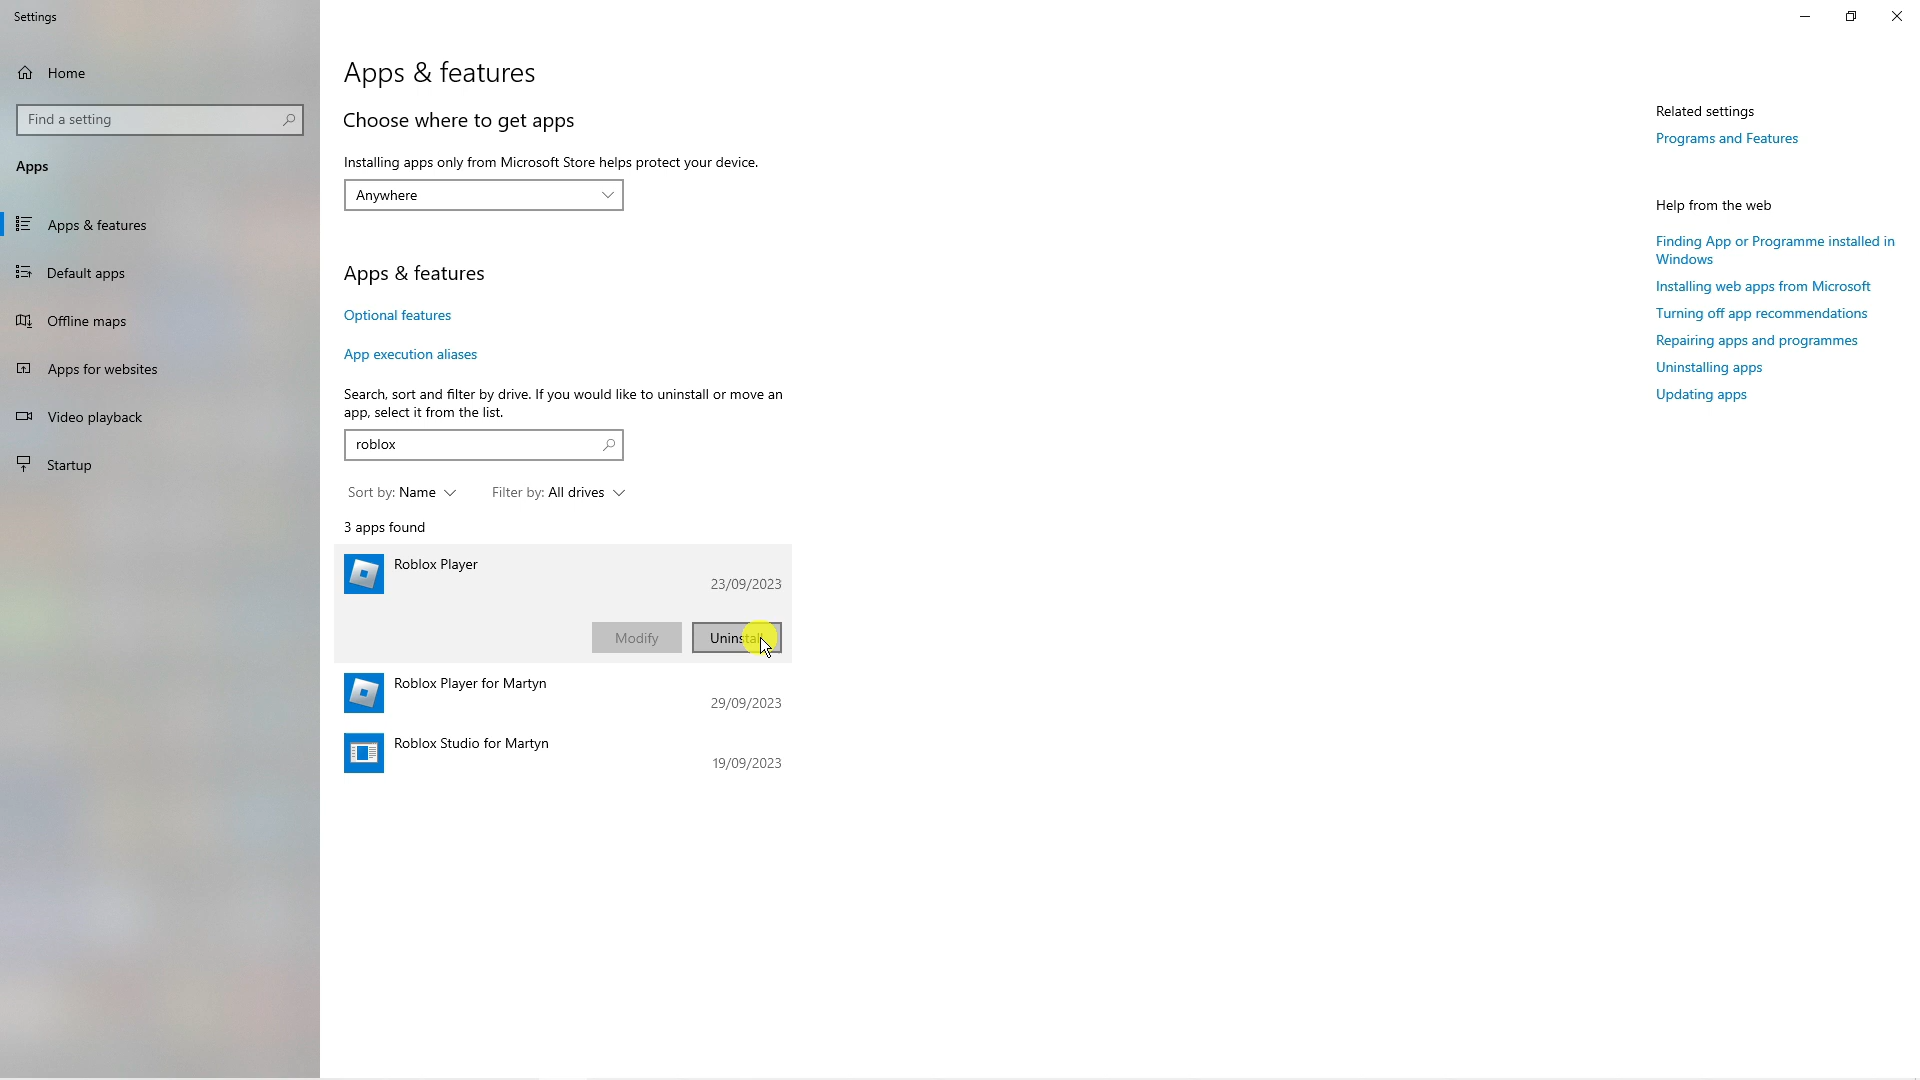 Settings
Home
Find a setting
Apps
Apps & features
Default apps
Offline maps
Apps for websites
Video playback
Startup
Apps & features
Choose where to get apps
Installing apps only from Microsoft Store helps protect your device.
Anywhere
Apps & features
Optional features
App execution aliases
Search, sort and filter by drive. If you would like to uninstall or move an
app, select it from the list.
roblox
Sort by: Name
Filter by: All drives
3 apps found
Roblox Player
23/09/2023
Modify
Uninstall
Roblox Player for Martyn
29/09/2023
Roblox Studio for Martyn
19/09/2023
Related settings
Programs and Features
Help from the web
Finding App or Programme installed in
Windows
Installing web apps from Microsoft
Turning off app recommendations
Repairing apps and programmes
Uninstalling apps
Updating apps